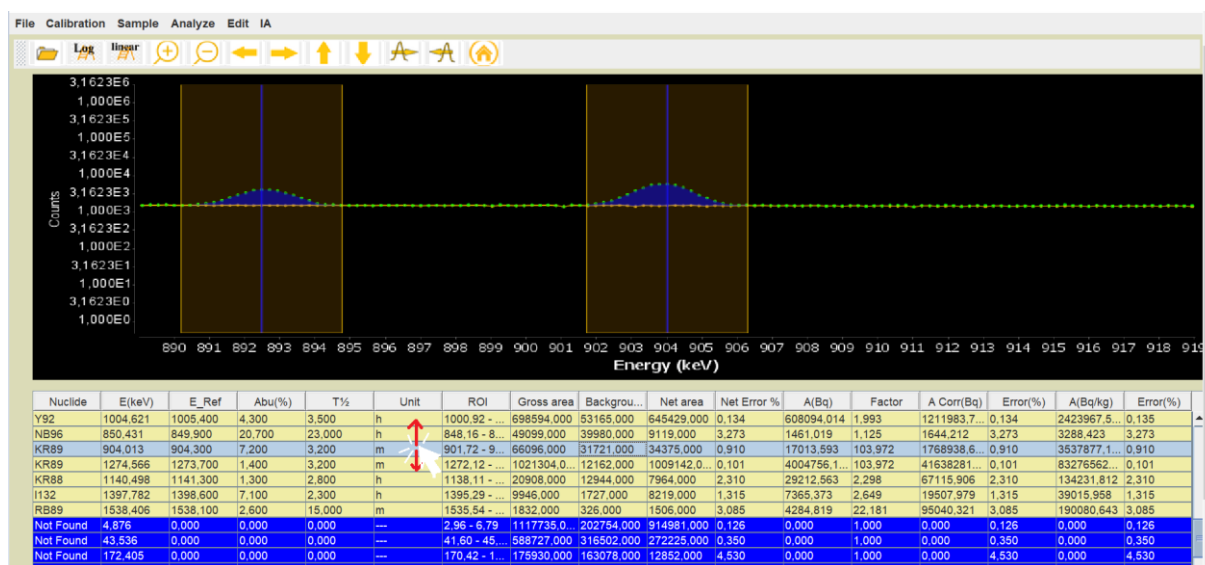 File Calibration Sample Analyze Edit IA
Log linear
3,1623E6
1,000E6
3,1623E5
1,000E5
3,1623E4
1,000E4
3,1623E3
1,000E3
3,1623E2
1,000E2
3,1623E1
1,000E1
3,1623E0
1,000E0
Counts
890 891 892 893 894 895 896 897 898 899 900 901 902 903 904 905 906 907 908 909 910 911 912 913 914 915 916 917 918 919
Energy (keV)
Nuclide E(keV) E_Ref Abu(%) T½ Unit ROI Gross area Backgrou... Net area Net Error % A(Bq) Factor A Corr(Bq) Error(%) A(Bq/kg) Error(%)
Y92 1004,621 1005,400 4,300 3,500 h 1000,92 - ... 698594,000 53165,000 645429,000 0,134 608094,014 1,993 1211983,7... 0,134 2423967,5... 0,135
NB96 850,431 849,900 20,700 23,000 h 848,16 - 8... 49099,000 39980,000 9119,000 3,273 1461,019 1,125 1644,212 3,273 3288,423 3,273
KR89 904,013 904,300 7,200 3,200 m 901,72 - 9... 66096,000 31721,000 34375,000 0,910 17013,593 103,972 1768938,6... 0,910 3537877,1... 0,910
KR89 1274,566 1273,700 1,400 3,200 m 1272,12 - ... 1021304,0... 12162,000 1009142,0... 0,101 4004756,1... 103,972 41638281... 0,101 83276562... 0,101
KR88 1140,498 1141,300 1,300 2,800 h 1138,11 - ... 20908,000 12944,000 7964,000 2,310 29212,563 2,298 67115,906 2,310 134231,812 2,310
I132 1397,782 1398,600 7,100 2,300 h 1395,29 - ... 9946,000 1727,000 8219,000 1,315 7365,373 2,649 19507,979 1,315 39015,958 1,315
RB89 1538,406 1538,100 2,600 15,000 m 1535,54 - ... 1832,000 326,000 1506,000 3,085 4284,819 22,181 95040,321 3,085 190080,643 3,085
Not Found 4,876 0,000 0,000 0,000 --- 2,96 - 6,79 1117735,0... 202754,000 914981,000 0,126 0,000 1,000 0,000 0,126 0,000 0,126
Not Found 43,536 0,000 0,000 0,000 --- 41,60 - 45,... 588727,000 316502,000 272225,000 0,350 0,000 1,000 0,000 0,350 0,000 0,350
Not Found 172,405 0,000 0,000 0,000 --- 170,42 - 1... 175930,000 163078,000 12852,000 4,530 0,000 1,000 0,000 4,530 0,000 4,530